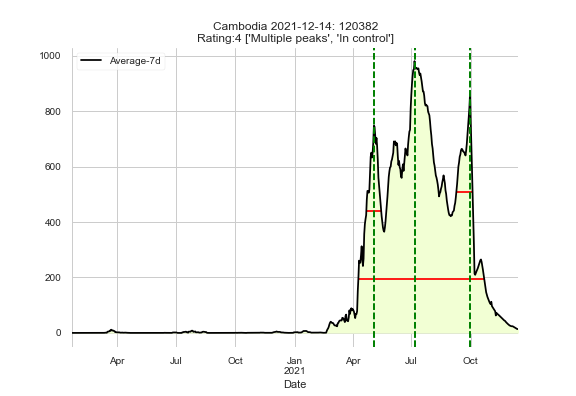 Cambodia 2021-12-14: 120382
Rating:4 ['Multiple peaks', 'In control']
Average-7d
1000
800
600
400
200
0
Apr Jul Oct Jan Apr Jul Oct
2021
Date